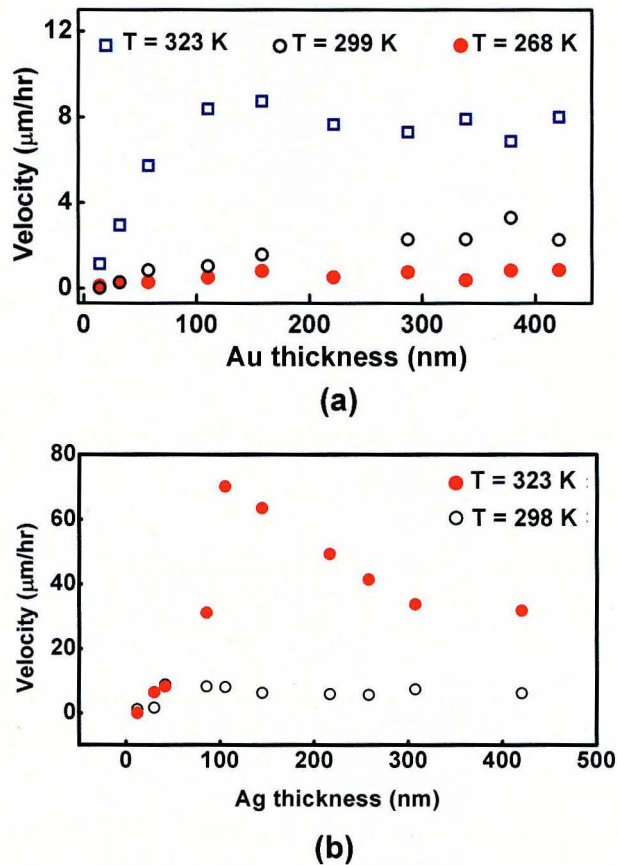 12
T = 323 K T = 299 K T = 268 K
8
Velocity (μm/hr)
4
0
0 100 200 300 400
Au thickness (nm)
(a)
80
T = 323 K
T = 298 K
60
Velocity (μm/hr)
40
20
0
0 100 200 300 400 500
Ag thickness (nm)
(b)